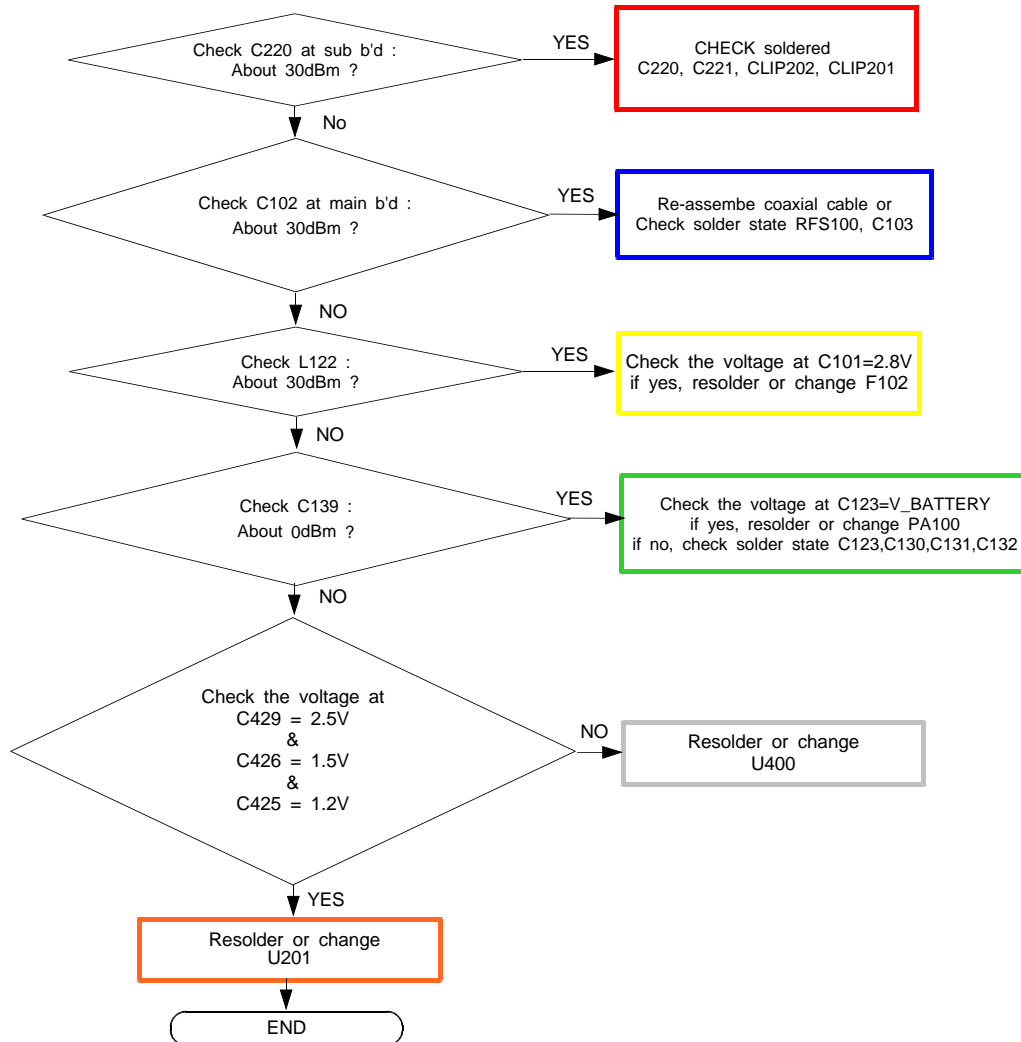 Check C220 at sub b'd :
About 30dBm ?
YES
CHECK soldered
C220, C221, CLIP202, CLIP201
No
Check C102 at main b'd :
About 30dBm ?
YES
Re-assembe coaxial cable or
Check solder state RFS100, C103
NO
Check L122 :
About 30dBm ?
YES
Check the voltage at C101=2.8V
if yes, resolder or change F102
NO
Check C139 :
About 0dBm ?
YES
Check the voltage at C123=V_BATTERY
if yes, resolder or change PA100
if no, check solder state C123,C130,C131,C132
NO
Check the voltage at
C429 = 2.5V
&
C426 = 1.5V
&
C425 = 1.2V
NO
Resolder or change
U400
YES
Resolder or change
U201
END